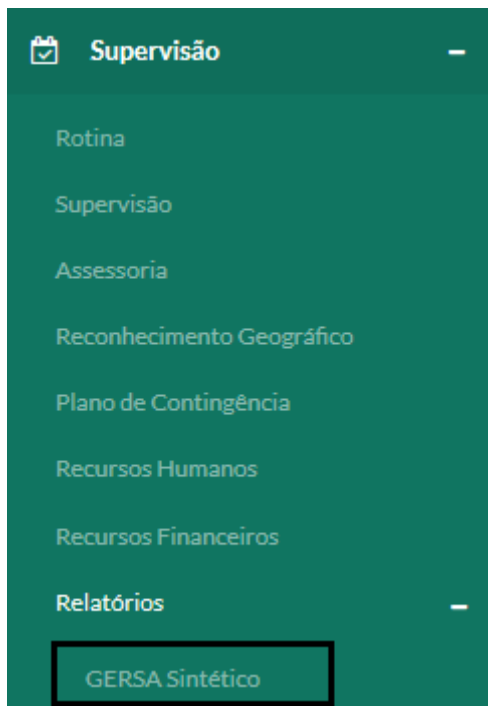 Supervisão
Rotina
Supervisão
Assessoria
Reconhecimento Geográfico
Plano de Contingência
Recursos Humanos
Recursos Financeiros
Relatórios
GERSA Sintético